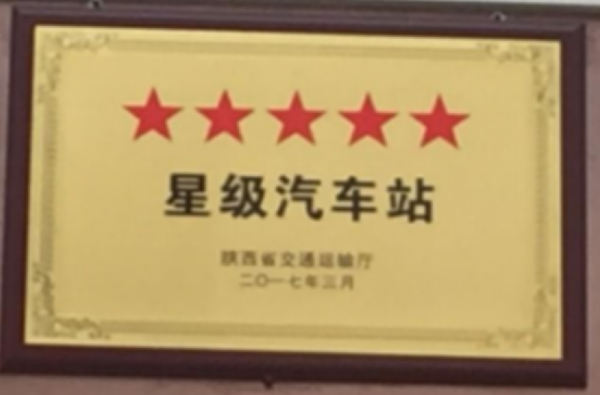 星级汽车站
陕西省交通运输厅
二〇一七年三月